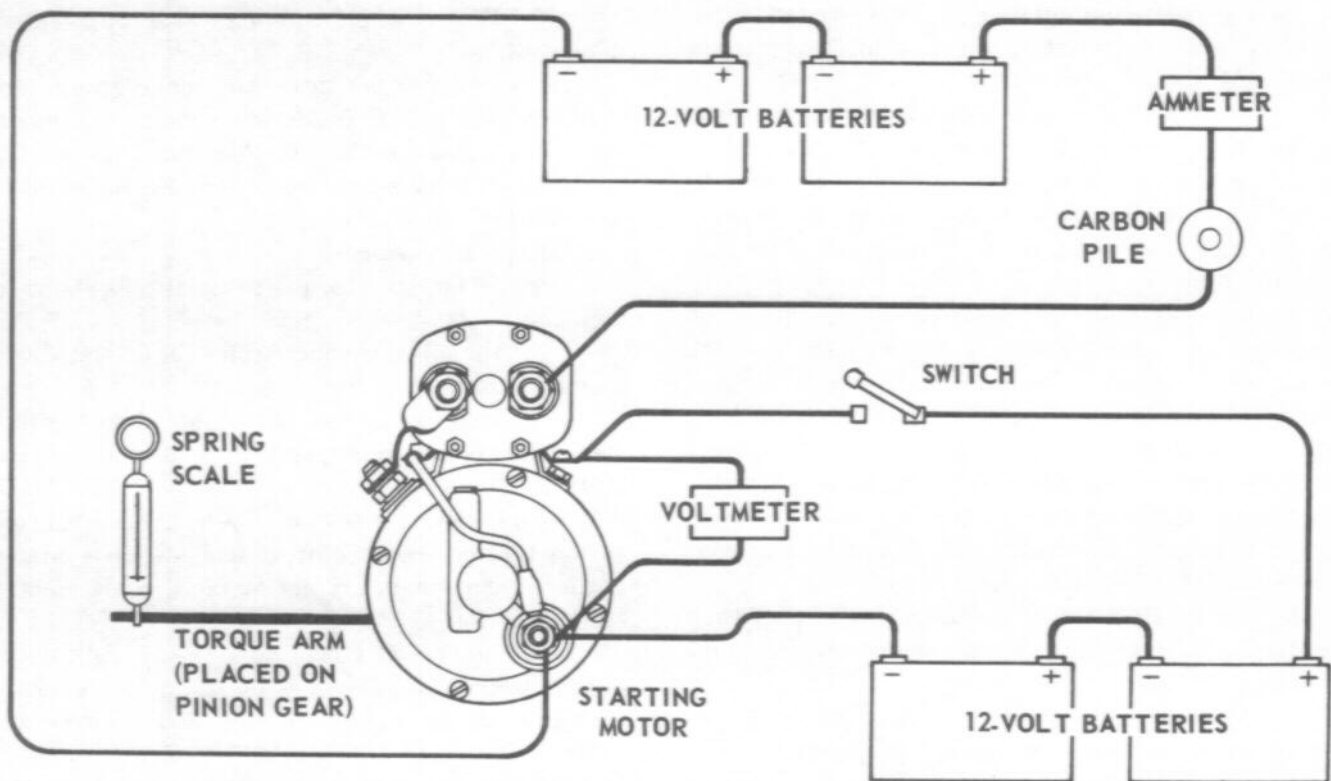 - + - +
12-VOLT BATTERIES
AMMETER
CARBON
PILE
SWITCH
SPRING
SCALE
VOLTMETER
TORQUE ARM
(PLACED ON
PINION GEAR)
STARTING
MOTOR
- + - +
12-VOLT BATTERIES